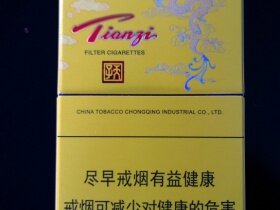 Tianzi
FILTER CIGARETTES
CHINA TOBACCO CHONGQING INDUSTRIAL CO., LTD.
尽早戒烟有益健康
戒烟可减少对健康的危害